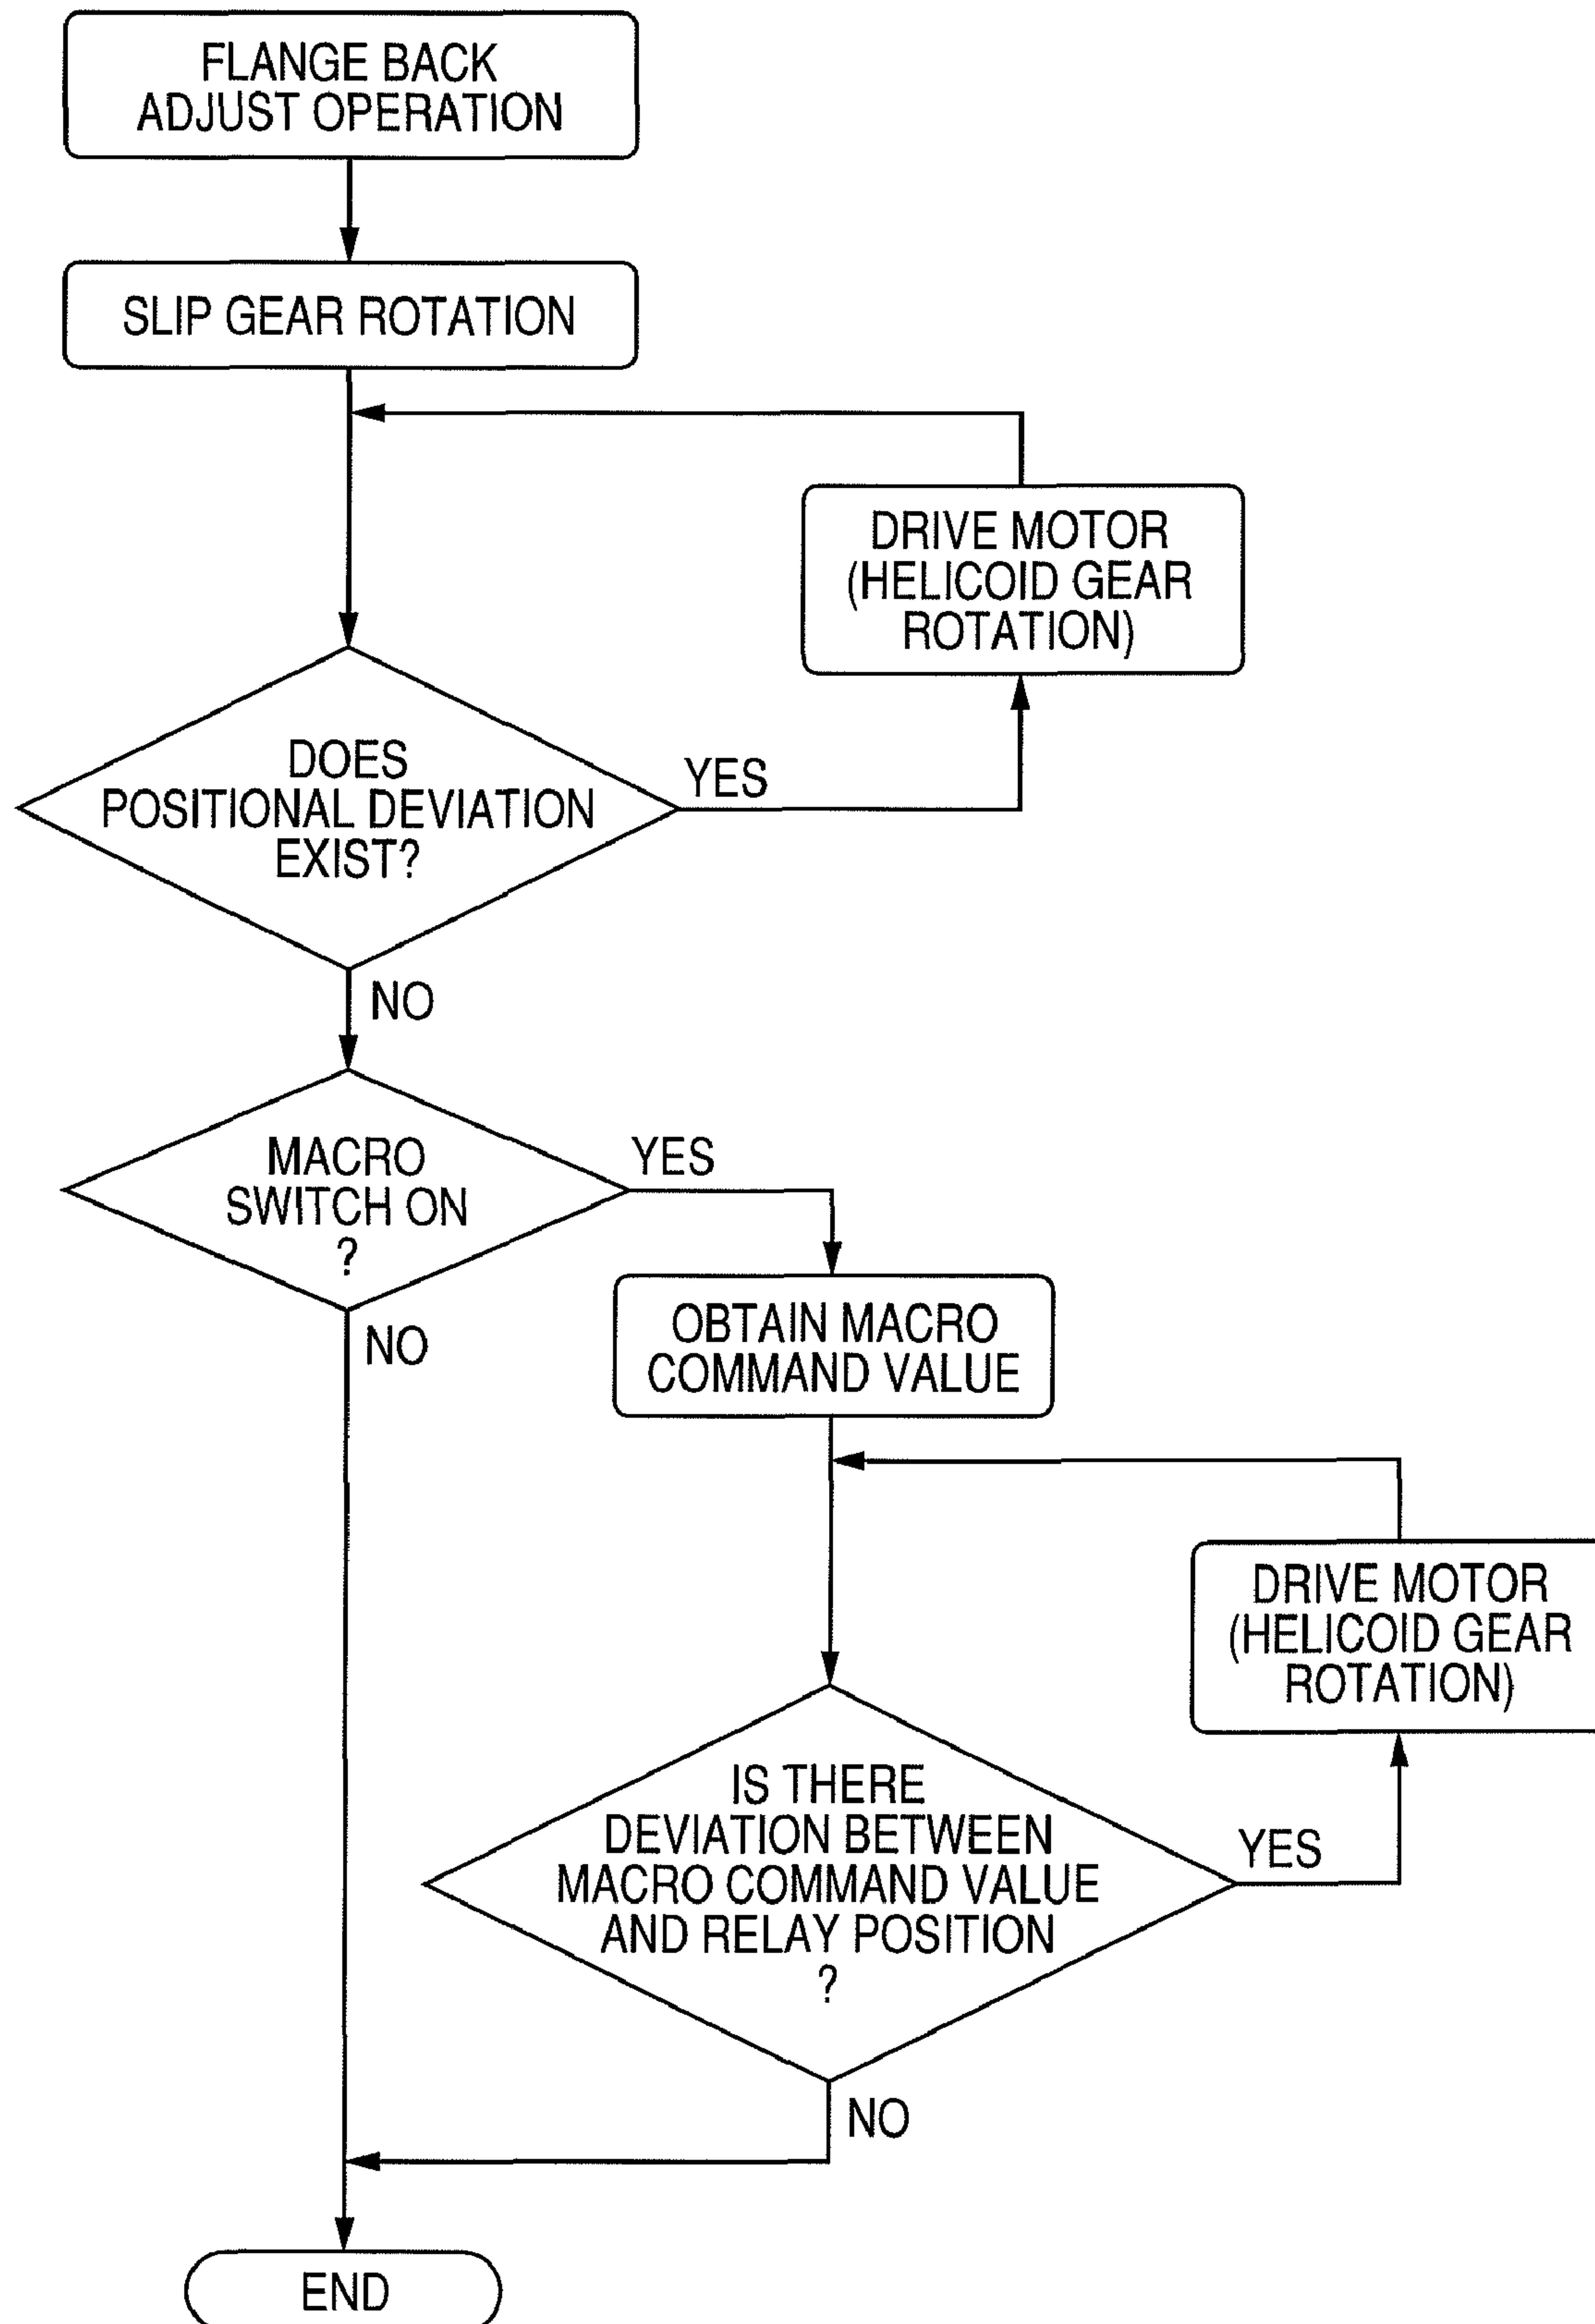 FLANGE BACK
ADJUST OPERATION
SLIP GEAR ROTATION
DRIVE MOTOR
(HELICOID GEAR
ROTATION)
DOES
POSITIONAL DEVIATION
EXIST?
YES
NO
MACRO
SWITCH ON
?
YES
NO
OBTAIN MACRO
COMMAND VALUE
DRIVE MOTOR
(HELICOID GEAR
ROTATION)
IS THERE
DEVIATION BETWEEN
MACRO COMMAND VALUE
AND RELAY POSITION
?
YES
NO
END